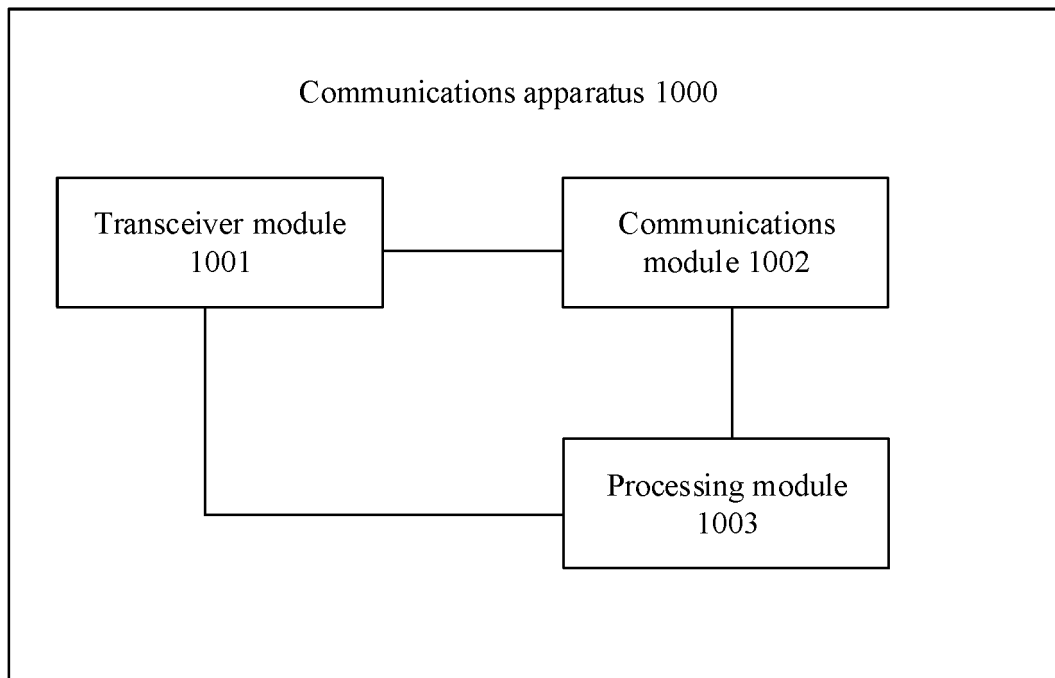 Communications apparatus 1000
Transceiver module
1001
Communications
module 1002
Processing module
1003